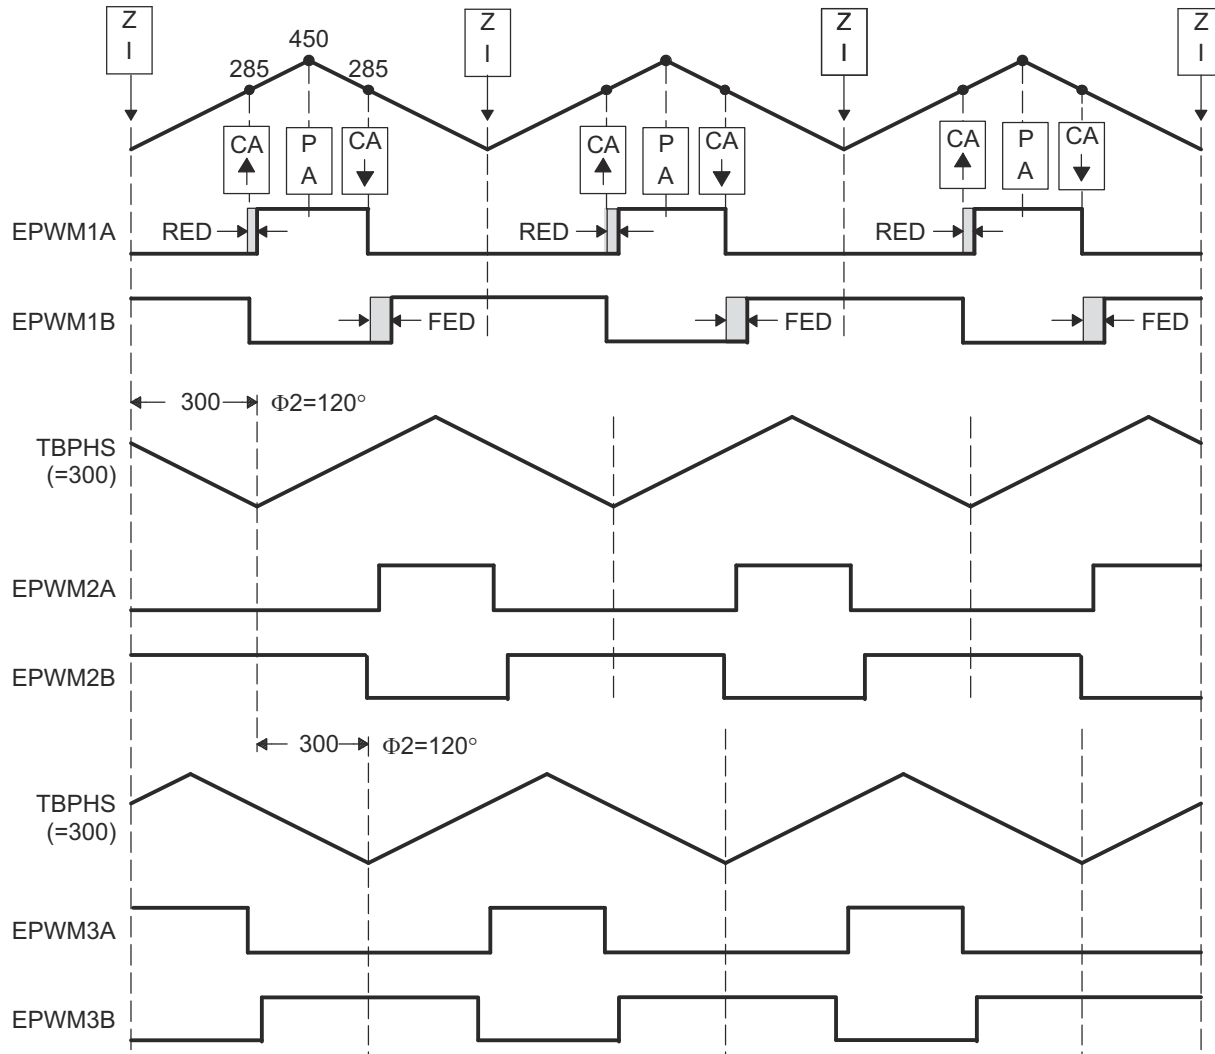 Z
I
Z
I
Z
I
Z
I
450
285
285
CA
P
A
CA
CA
P
A
CA
CA
P
A
CA
EPWM1A
RED
RED
RED
EPWM1B
FED
FED
FED
300
Φ2=120°
TBPHS
(=300)
EPWM2A
EPWM2B
300
Φ2=120°
TBPHS
(=300)
EPWM3A
EPWM3B